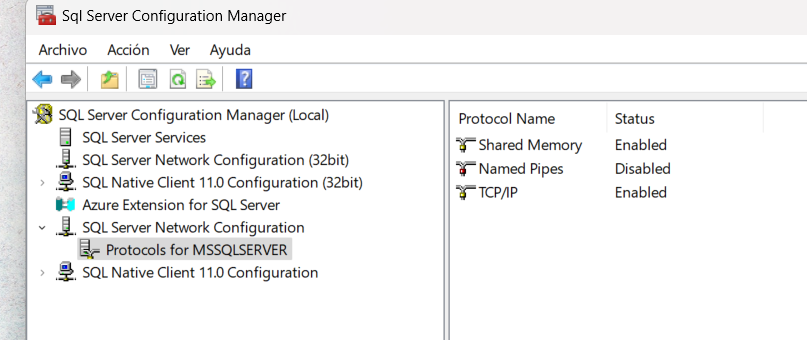 Sql Server Configuration Manager
Archivo Acción Ver Ayuda
SQL Server Configuration Manager (Local)
SQL Server Services
SQL Server Network Configuration (32bit)
SQL Native Client 11.0 Configuration (32bit)
Azure Extension for SQL Server
SQL Server Network Configuration
Protocols for MSSQLSERVER
SQL Native Client 11.0 Configuration
Protocol Name Status
Shared Memory Enabled
Named Pipes Disabled
TCP/IP Enabled